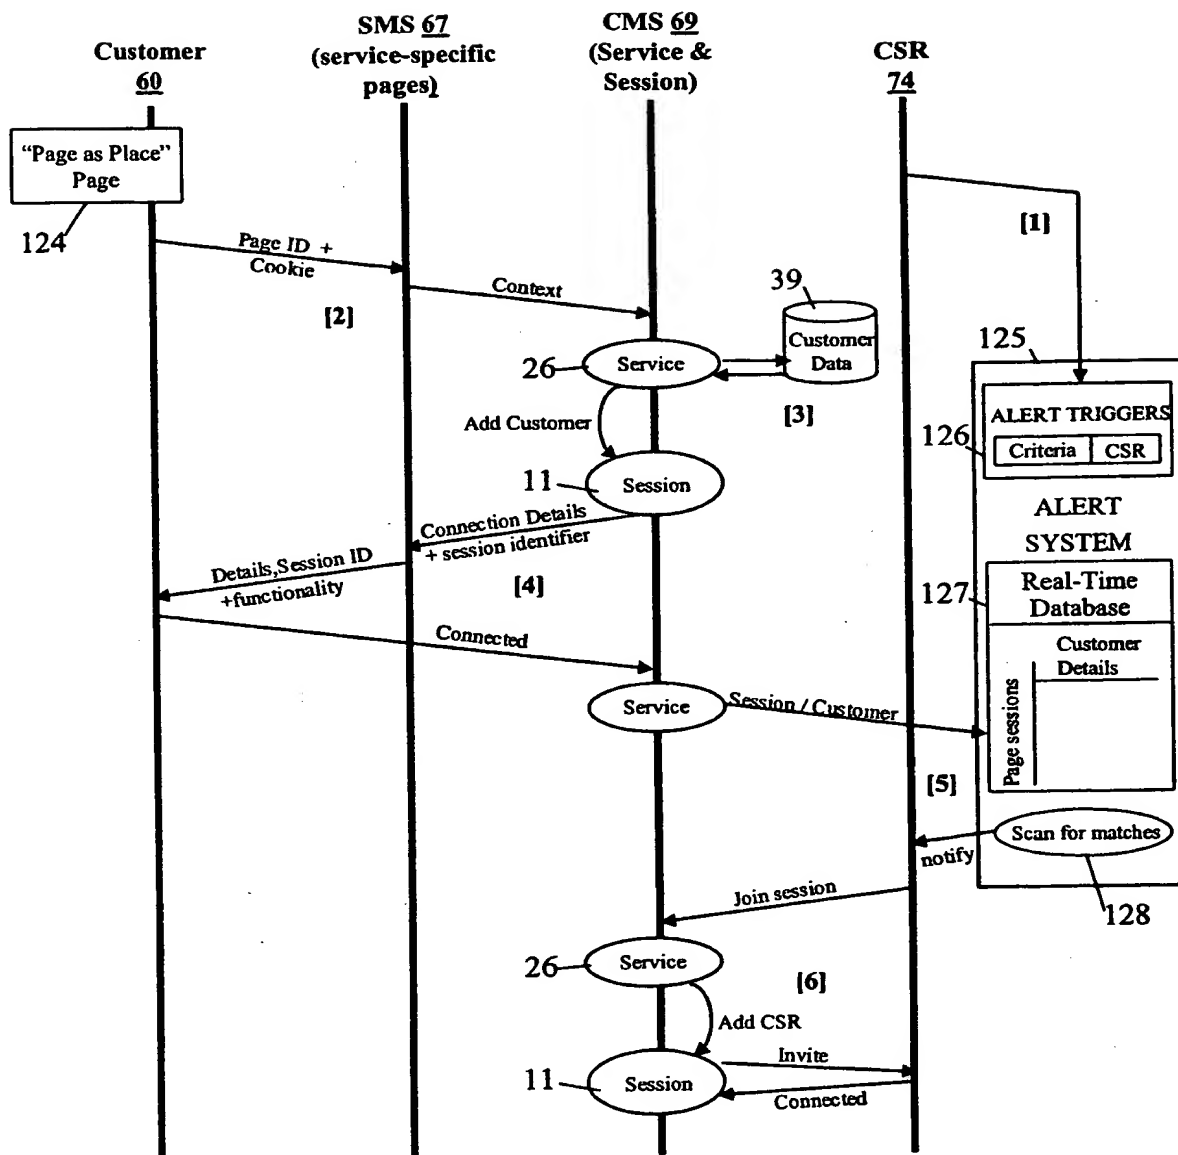 Customer
60
SMS 67
(service-specific
pages)
CMS 69
(Service &
Session)
CSR
74
"Page as Place"
Page
124
Page ID +
Cookie
[2]
Context
39
Customer
Data
26
Service
[3]
Add Customer
11
Session
Connection Details
+ session identifier
Details,Session ID
+functionality
[4]
Connected
Service
Session / Customer
[1]
125
ALERT TRIGGERS
126
Criteria
CSR
ALERT
SYSTEM
127
Real-Time
Database
Customer
Details
Page sessions
[5]
Scan for matches
notify
128
Join session
26
Service
[6]
Add CSR
Invite
11
Session
Connected